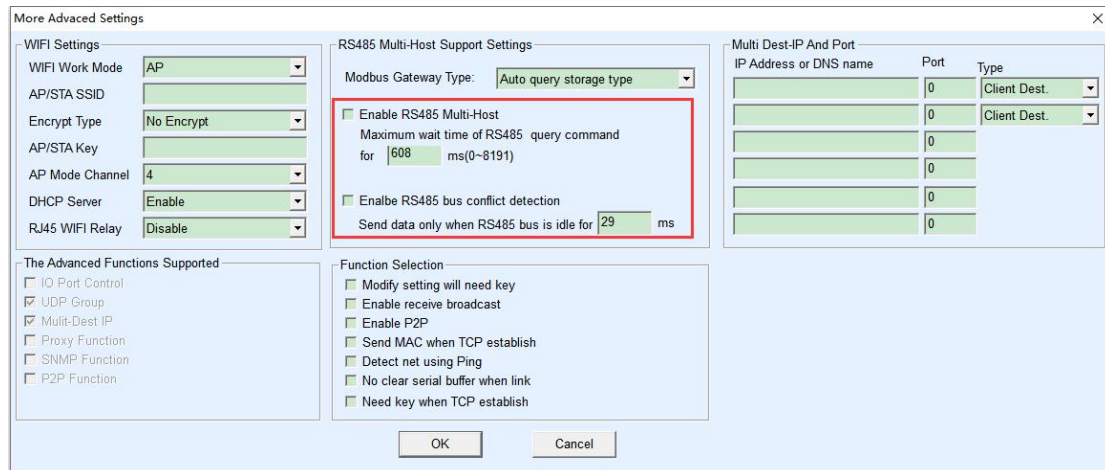 More Advaced Settings
WIFI Settings
WIFI Work Mode AP
AP/STA SSID
Encrypt Type No Encrypt
AP/STA Key
AP Mode Channel 4
DHCP Server Enable
RJ45 WIFI Relay Disable
RS485 Multi-Host Support Settings
Modbus Gateway Type: Auto query storage type
Enable RS485 Multi-Host
Maximum wait time of RS485 query command
for 608 ms(0~8191)
Enalbe RS485 bus conflict detection
Send data only when RS485 bus is idle for 29 ms
Multi Dest-IP And Port
IP Address or DNS name Port Type
0 Client Dest.
0 Client Dest.
0
0
0
0
The Advanced Functions Supported
IO Port Control
UDP Group
Mulit-Dest IP
Proxy Function
SNMP Function
P2P Function
Function Selection
Modify setting will need key
Enable receive broadcast
Enable P2P
Send MAC when TCP establish
Detect net using Ping
No clear serial buffer when link
Need key when TCP establish
OK Cancel